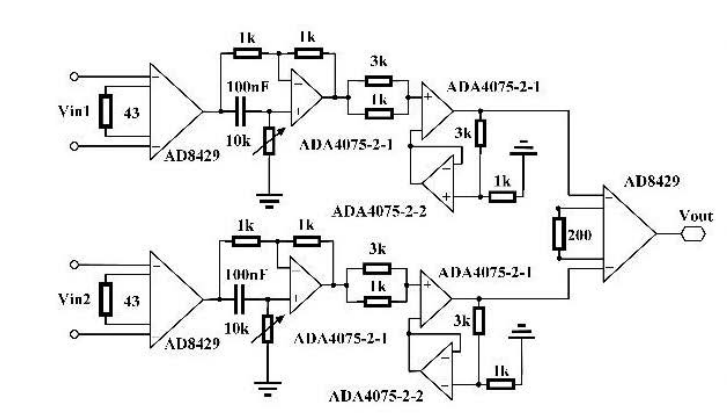 1k 1k
3k
100nF
ADA4075-2-1
Vin1 43 1k
3k
10k
ADA4075-2-1
AD8429
1k
AD8429
ADA4075-2-2
Vout
1k 1k
200
3k
100nF
ADA4075-2-1
Vin2 43 1k
3k
10k
ADA4075-2-1
AD8429
1k
ADA4075-2-2